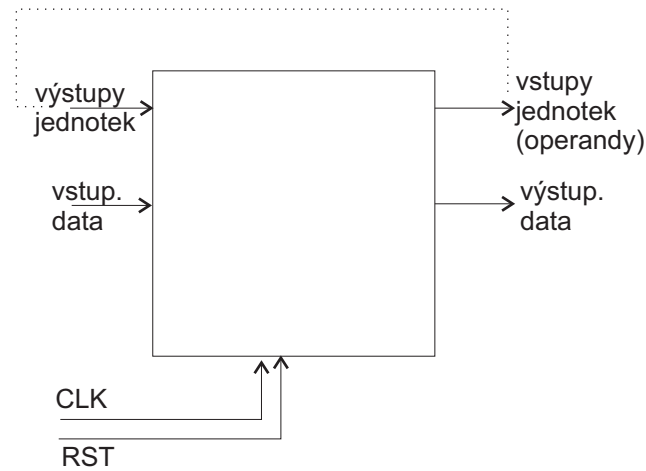 výstupy
jednotek
vstup.
data
vstupy
jednotek
(operandy)
výstup.
data
CLK
RST